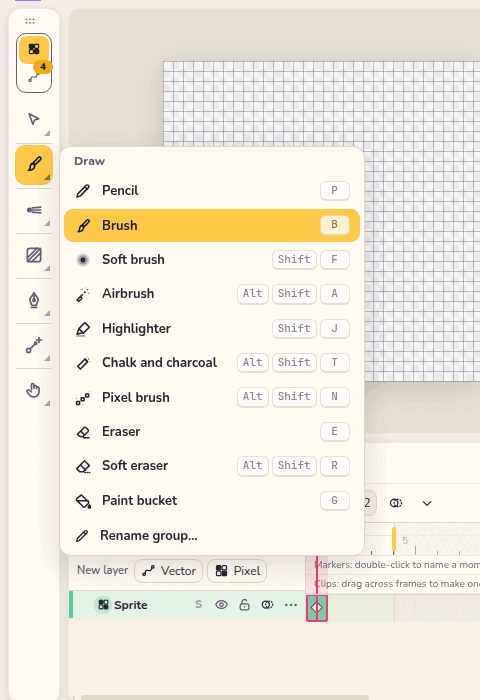 4
Draw
Pencil P
Brush B
Soft brush Shift F
Airbrush Alt Shift A
Highlighter Shift J
Chalk and charcoal Alt Shift T
Pixel brush Alt Shift N
Eraser E
Soft eraser Alt Shift R
Paint bucket G
Rename group...
2
5
Markers: double-click to name a mom
New layer Vector Pixel
Clips: drag across frames to make one
Sprite S